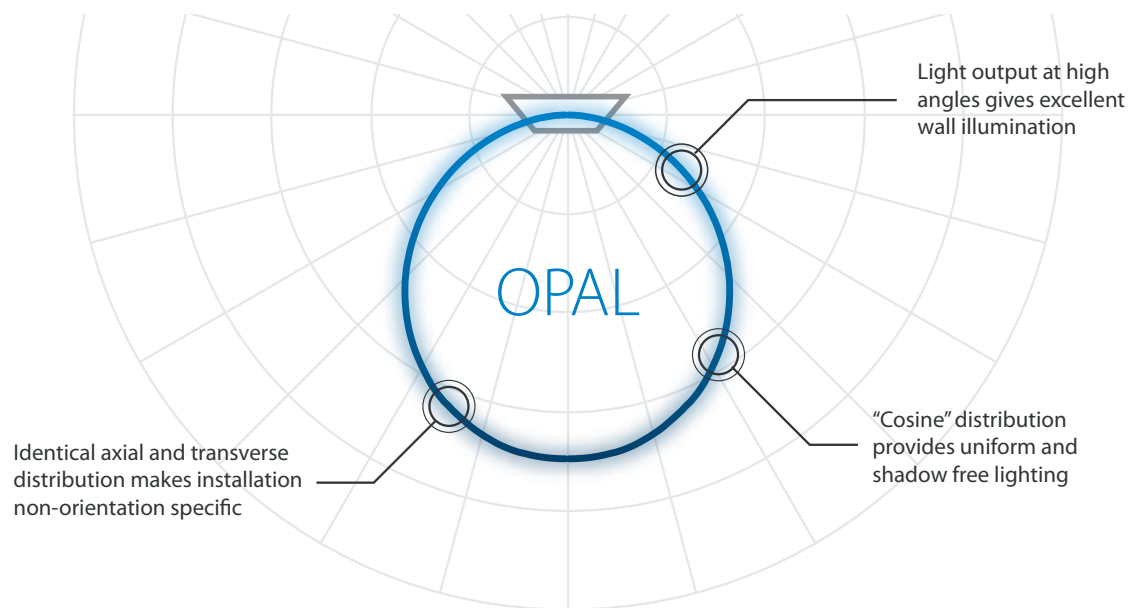 Light output at high
angles gives excellent
wall illumination
OPAL
“Cosine” distribution
provides uniform and
shadow free lighting
Identical axial and transverse
distribution makes installation
non-orientation specific